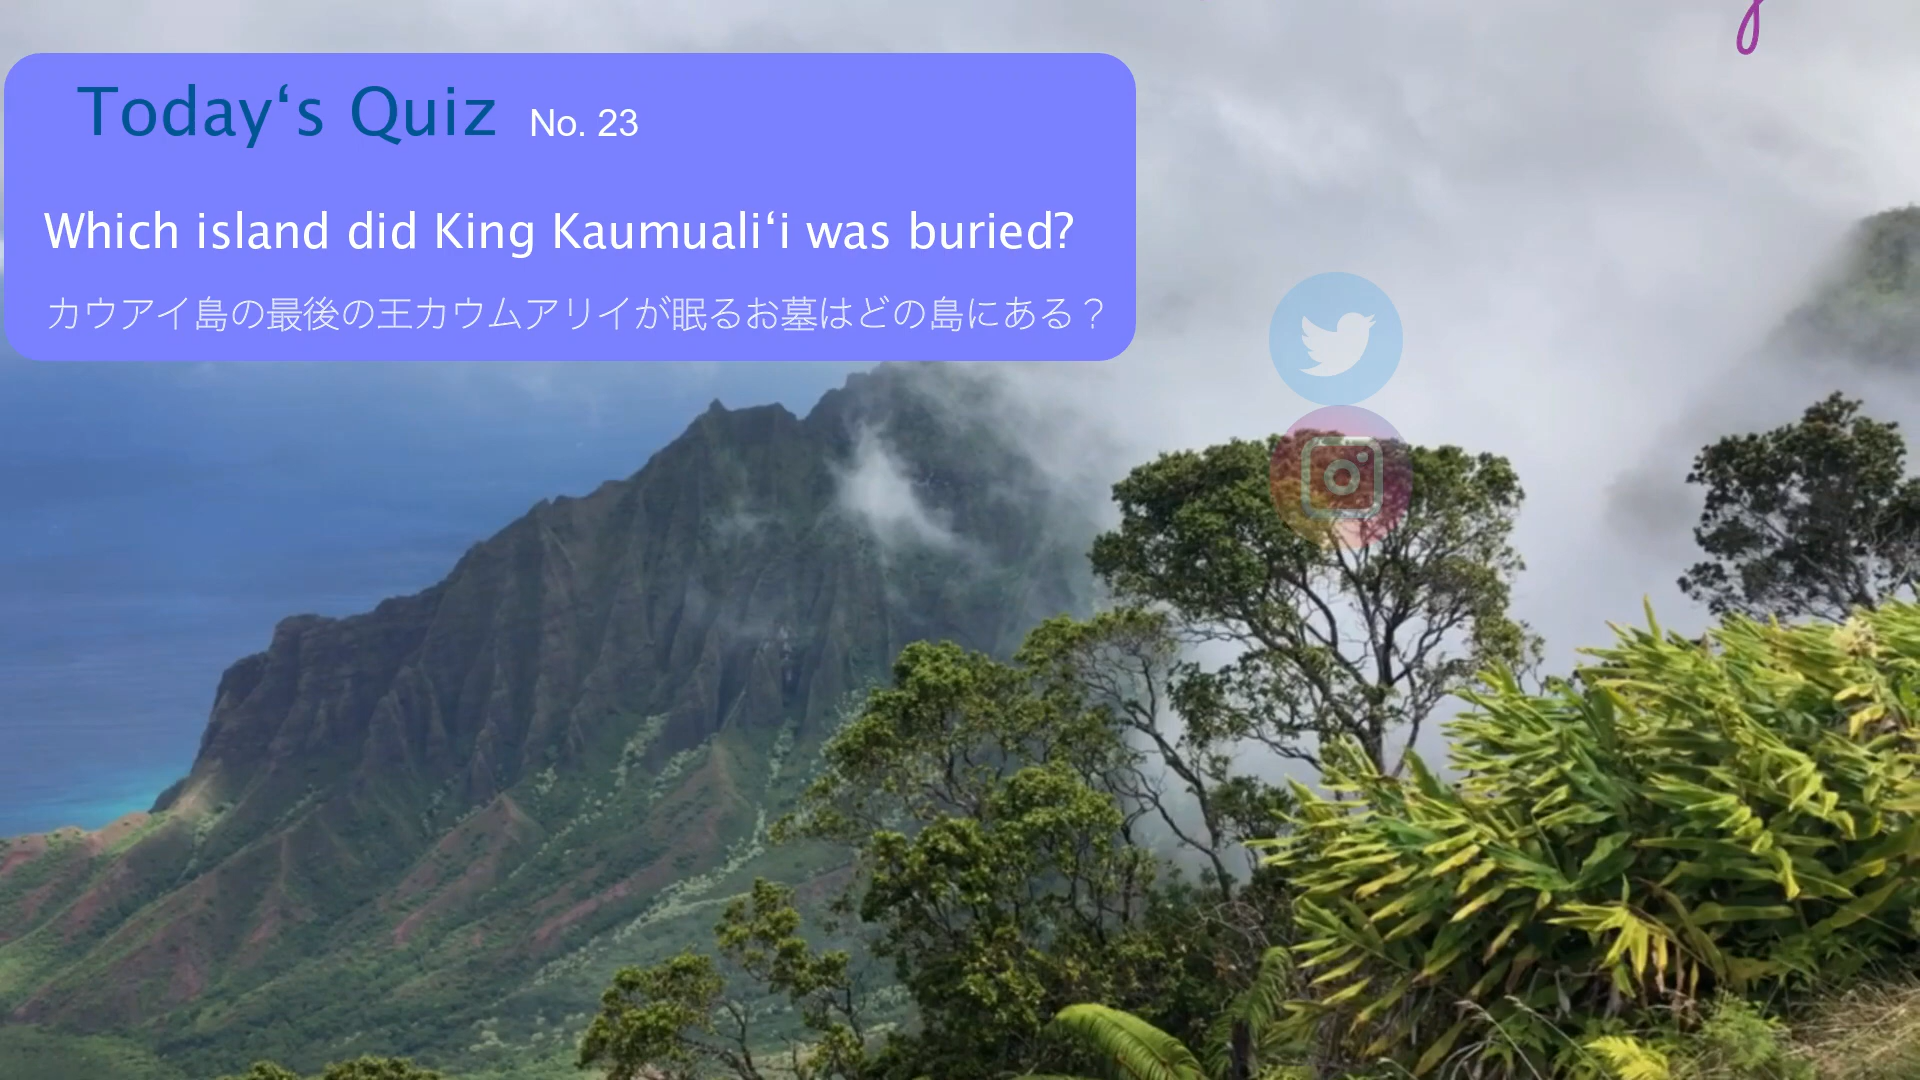 Today‘s Quiz No. 23
Which island did King Kaumuali‘i was buried?
カウアイ島の最後の王カウムアリイが眠るお墓はどの島にある？